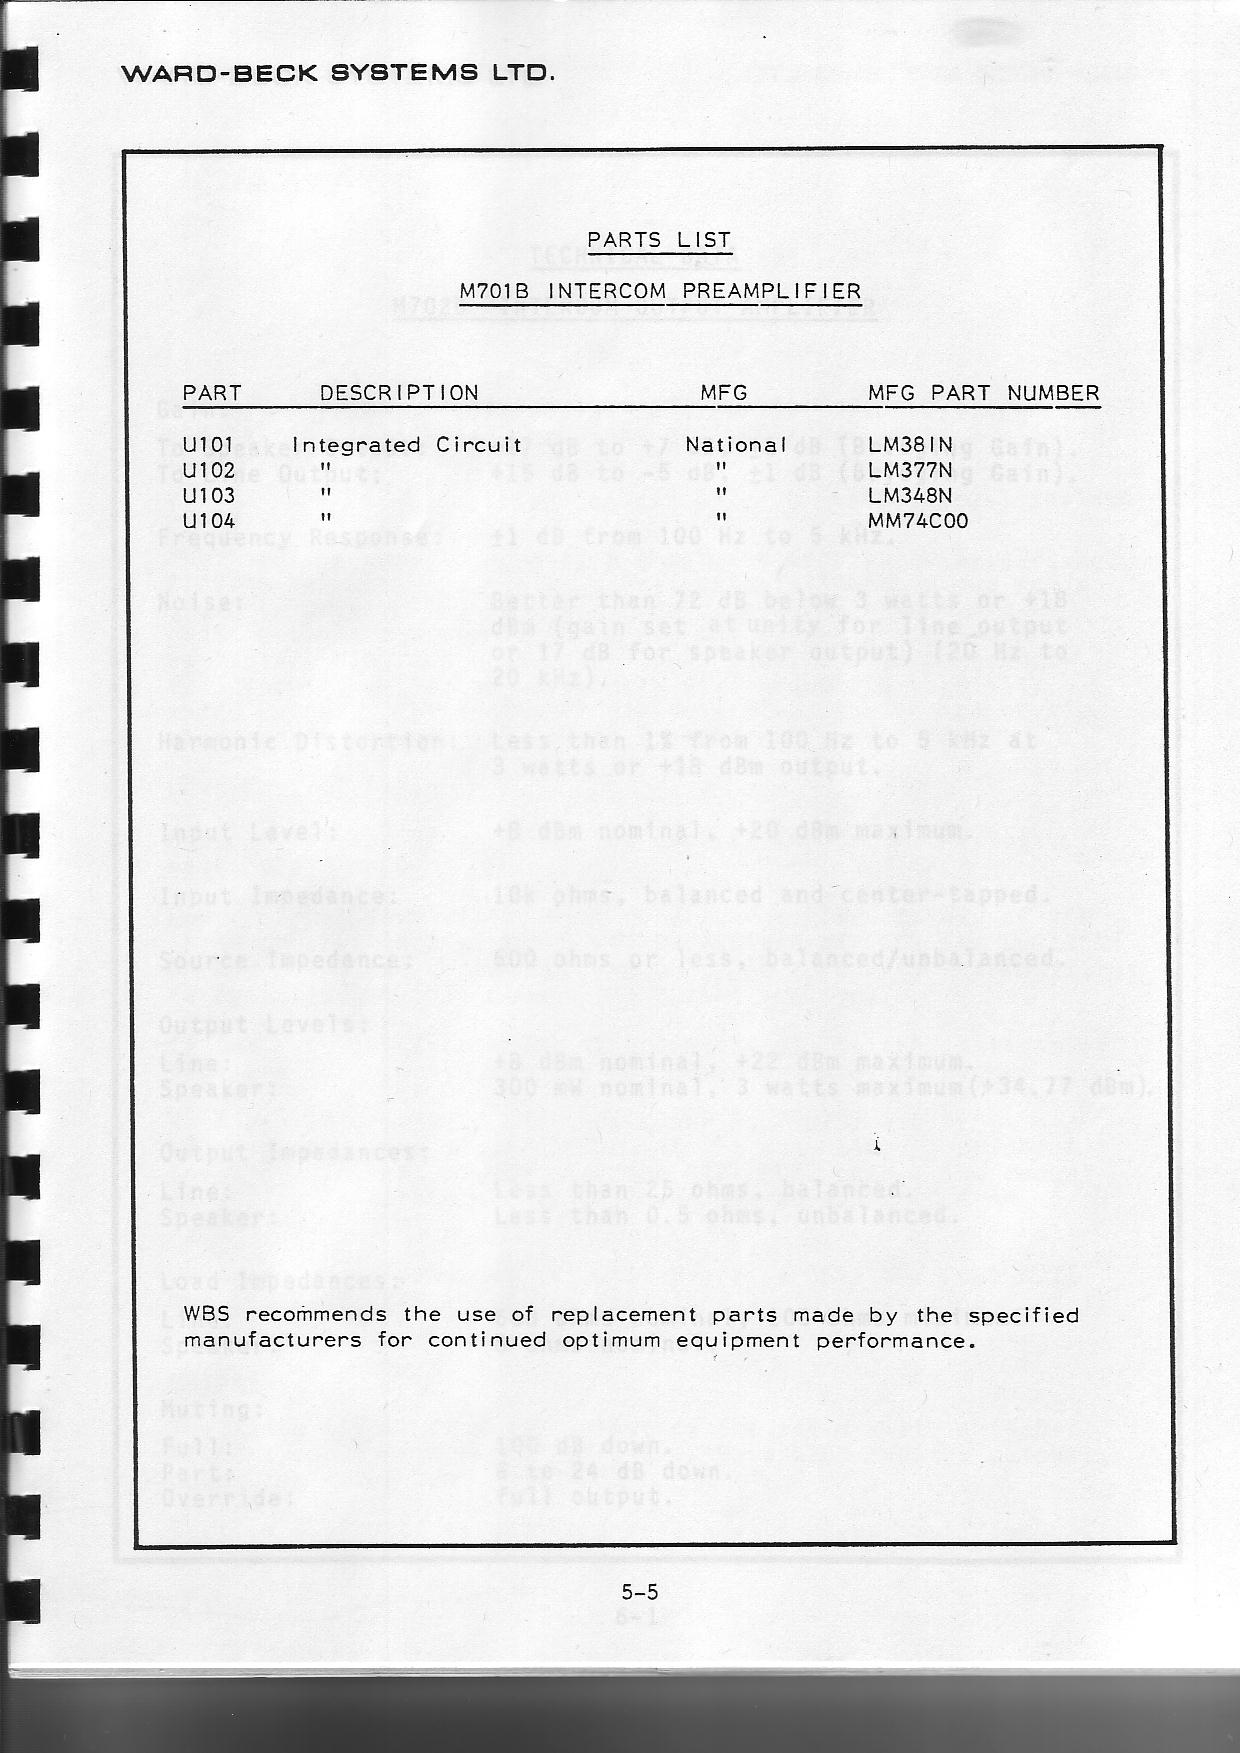 WARD-BECK SYSTEMS LTD.
PARTS LIST
M701B INTERCOM PREAMPLIFIER
PART DESCRIPTION MFG MFG PART NUMBER
U101 Integrated Circuit National LM381N
U102 " " LM377N
U103 " " LM348N
U104 " " MM74C00
WBS recommends the use of replacement parts made by the specified
manufacturers for continued optimum equipment performance.
5-5